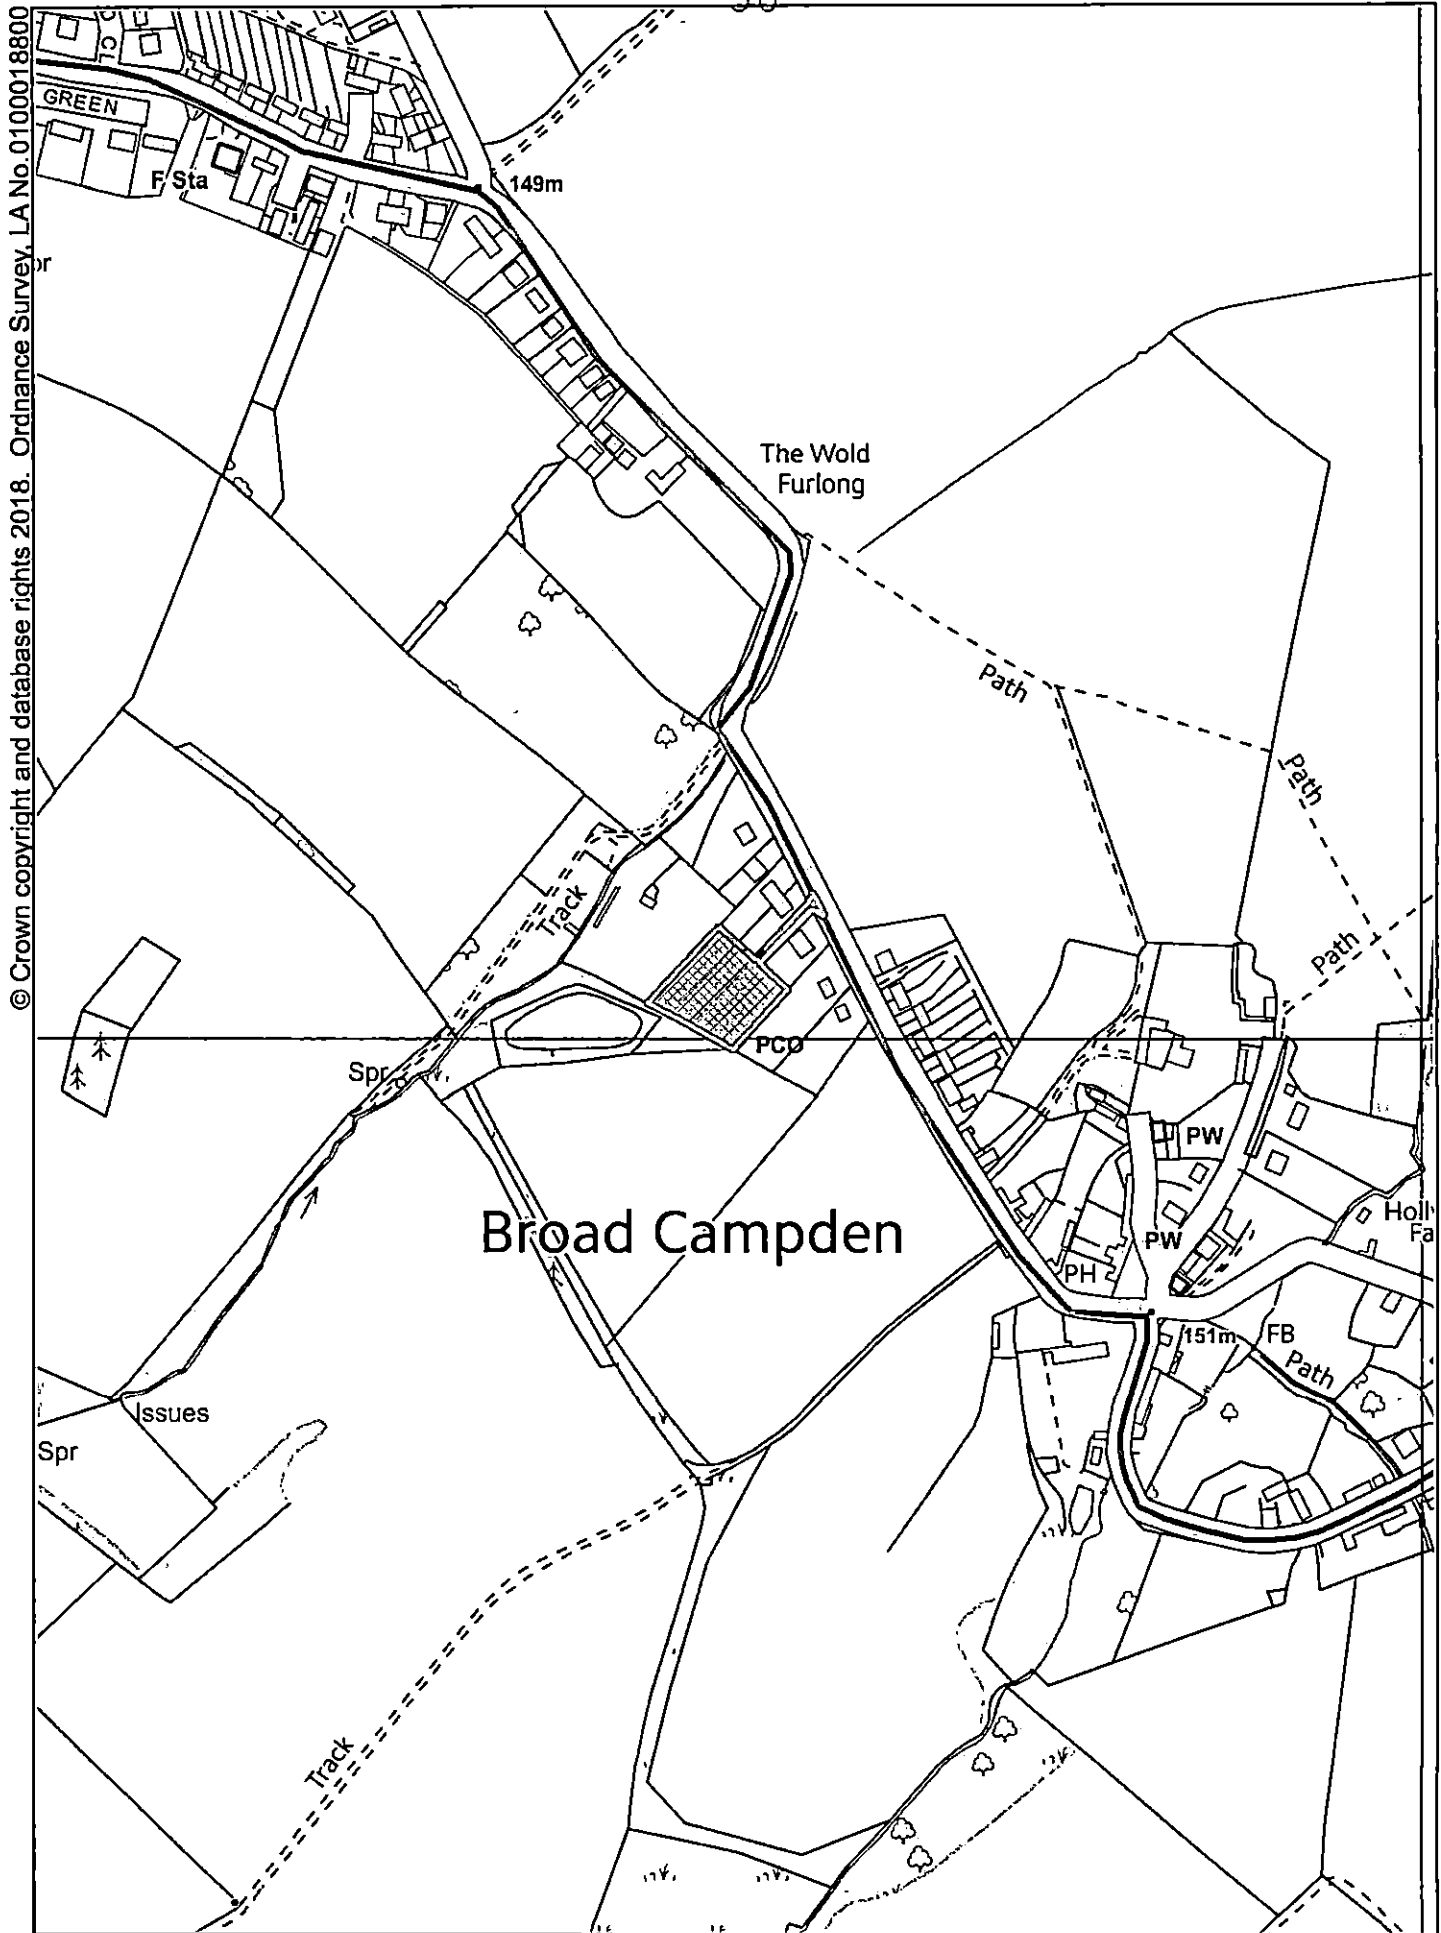 © Crown copyright and database rights 2018. Ordnance Survey, LA No.0100018800
GREEN
F Sta
149m
The Wold
Furlong
Path
Path
Path
Track
PCO
Spr
PW
Broad Campden
PW
PH
151m
FB
Path
Issues
Spr
Track